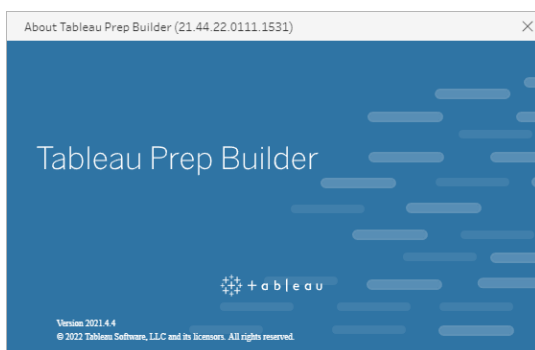 About Tableau Prep Builder (21.44.22.0111.1531)
Tableau Prep Builder
+ableau
Version 2021.4.4
© 2022 Tableau Software, LLC and its licensors. All rights reserved.